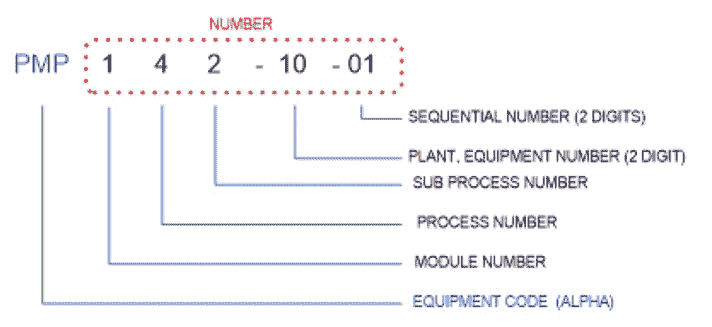 NUMBER
PMP 1 4 2 - 10 - 01
SEQUENTIAL NUMBER (2 DIGITS)
PLANT, EQUIPMENT NUMBER (2 DIGIT)
SUB PROCESS NUMBER
PROCESS NUMBER
MODULE NUMBER
EQUIPMENT CODE (ALPHA)